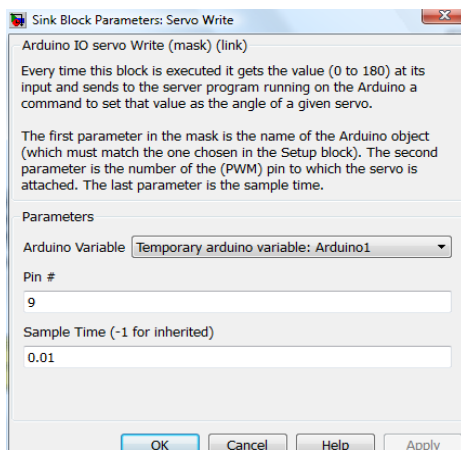 Sink Block Parameters: Servo Write
Arduino IO servo Write (mask) (link)
Every time this block is executed it gets the value (0 to 180) at its
input and sends to the server program running on the Arduino a
command to set that value as the angle of a given servo.
The first parameter in the mask is the name of the Arduino object
(which must match the one chosen in the Setup block). The second
parameter is the number of the (PWM) pin to which the servo is
attached. The last parameter is the sample time.
Parameters
Arduino Variable Temporary arduino variable: Arduino1
Pin #
9
Sample Time (-1 for inherited)
0.01
OK Cancel Help Apply